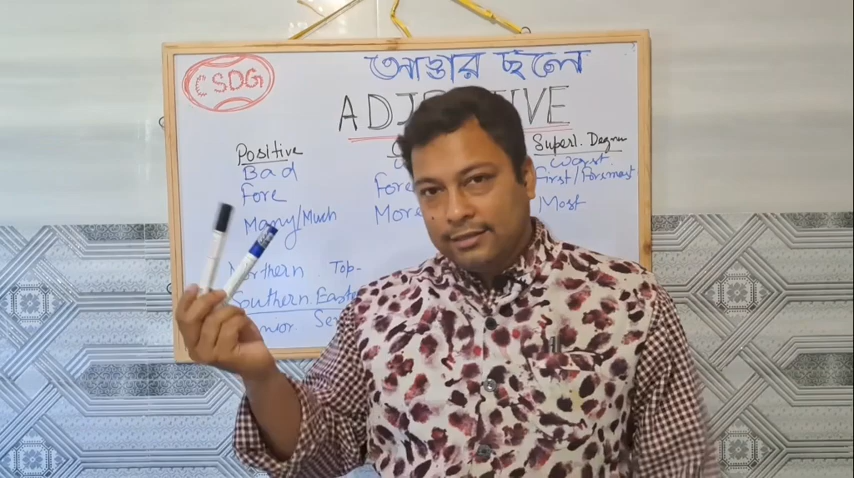 আড্ডার ছলে
CSDG
ADJ IVE
Positive Superl. Degree
Bad Worst
Fore Fore First/Foremost
Many/Much More Most
Northern. Top-
Southern. Easte